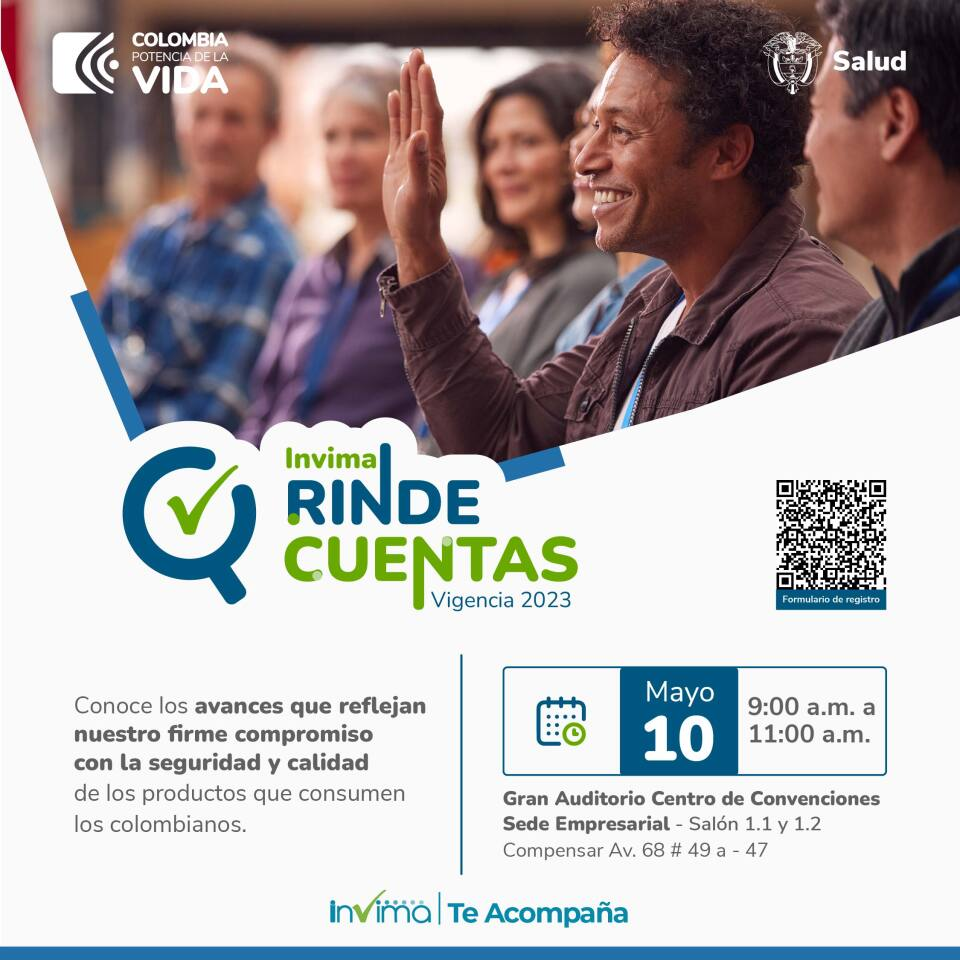 COLOMBIA
POTENCIA DE LA
VIDA
Salud
Invima
RINDE
CUENTAS
Vigencia 2023
Formulario de registro
Conoce los avances que reflejan
nuestro firme compromiso
con la seguridad y calidad
de los productos que consumen
los colombianos.
Mayo
10
9:00 a.m. a
11:00 a.m.
Gran Auditorio Centro de Convenciones
Sede Empresarial - Salón 1.1 y 1.2
Compensar Av. 68 # 49 a - 47
invima | Te Acompaña